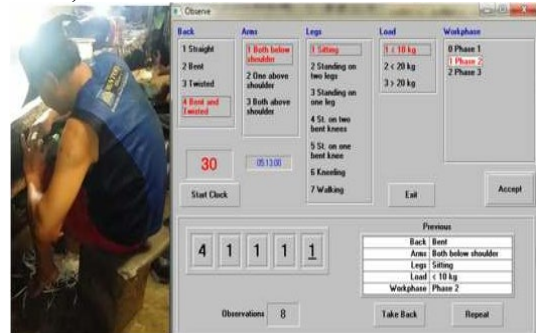 Observe
Back
1 Straight
2 Bent
3 Twisted
4 Bent and
Twisted
Arms
1 Both below
shoulder
2 One above
shoulder
3 Both above
shoulder
Legs
1 Sitting
2 Standing on
two legs
3 Standing on
one leg
4 St. on two
bent knees
5 St. on one
bent knee
6 Kneeling
7 Walking
Load
1 < 10 kg
2 < 20 kg
3 > 20 kg
Workphase
0 Phase 1
1 Phase 2
2 Phase 3
30
05:13:00
Start Clock
Exit
Accept
4 1 1 1 1
Previous
Back Bent
Arms Both below shoulder
Legs Sitting
Load < 10 kg
Workphase Phase 2
Observations 8
Take Back
Repeat